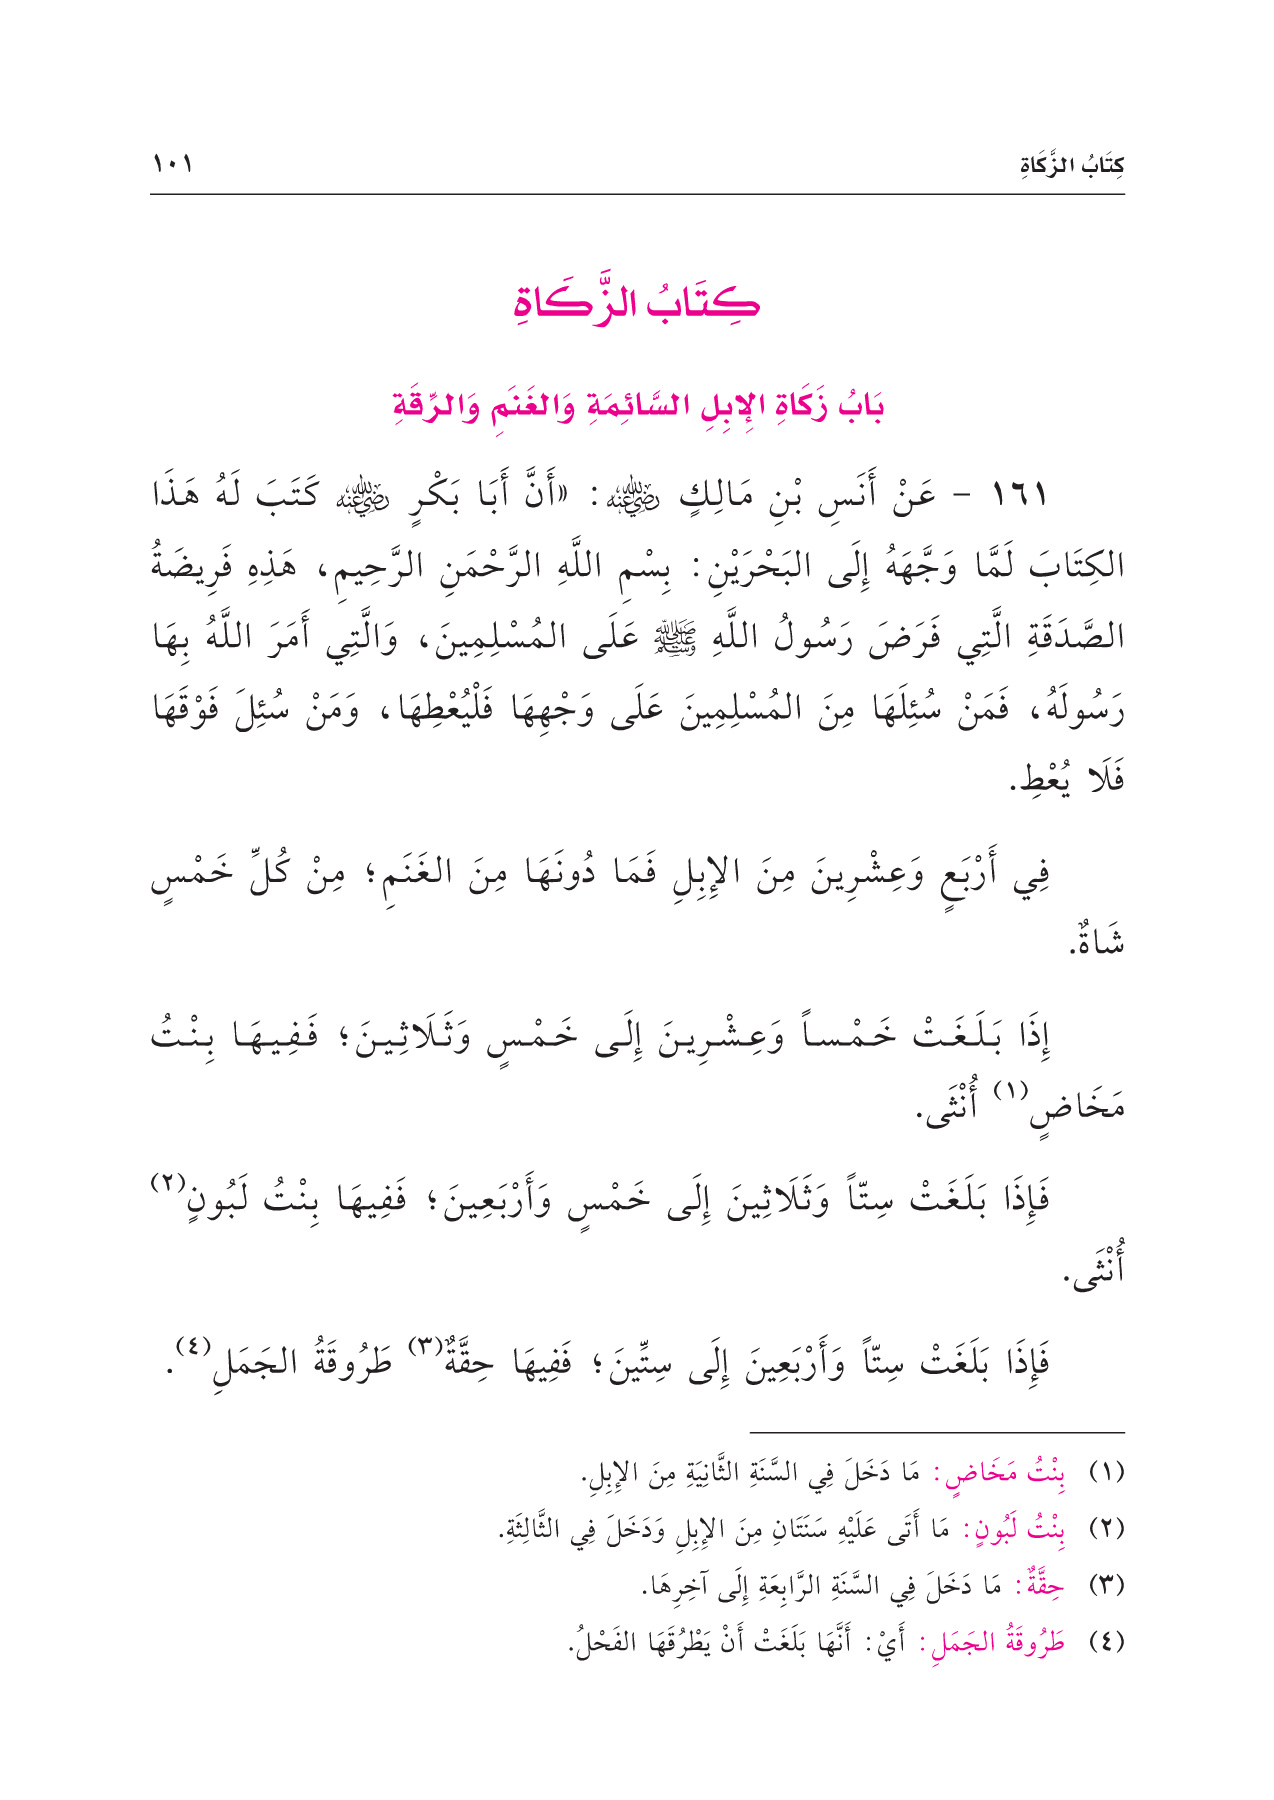 كِتَابُ الزَّكَاةِ ١٠١
كِتَابُ الزَّكَاةِ
بَابُ زَكَاةِ الإِبِلِ السَّائِمَةِ وَالغَنَمِ وَالرِّقَةِ
١٦١ - عَنْ أَنَسِ بْنِ مَالِكٍ رضي الله عنه: «أَنَّ أَبَا بَكْرٍ رضي الله عنه كَتَبَ لَهُ هَذَا
الكِتَابَ لَمَّا وَجَّهَهُ إِلَى البَحْرَيْنِ: بِسْمِ اللَّهِ الرَّحْمَنِ الرَّحِيمِ، هَذِهِ فَرِيضَةُ
الصَّدَقَةِ الَّتِي فَرَضَ رَسُولُ اللَّهِ ﷺ عَلَى المُسْلِمِينَ، وَالَّتِي أَمَرَ اللَّهُ بِهَا
رَسُولَهُ، فَمَنْ سُئِلَهَا مِنَ المُسْلِمِينَ عَلَى وَجْهِهَا فَلْيُعْطِهَا، وَمَنْ سُئِلَ فَوْقَهَا
فَلَا يُعْطِ.
فِي أَرْبَعٍ وَعِشْرِينَ مِنَ الإِبِلِ فَمَا دُونَهَا مِنَ الغَنَمِ؛ مِنْ كُلِّ خَمْسٍ
شَاةٌ.
إِذَا بَلَغَتْ خَمْساً وَعِشْرِينَ إِلَى خَمْسٍ وَثَلَاثِينَ؛ فَفِيهَا بِنْتُ
مَخَاضٍ(١) أُنْثَى.
فَإِذَا بَلَغَتْ سِتّاً وَثَلَاثِينَ إِلَى خَمْسٍ وَأَرْبَعِينَ؛ فَفِيهَا بِنْتُ لَبُونٍ(٢)
أُنْثَى.
فَإِذَا بَلَغَتْ سِتّاً وَأَرْبَعِينَ إِلَى سِتِّينَ؛ فَفِيهَا حِقَّةٌ(٣) طَرُوقَةُ الجَمَلِ(٤).
(١) بِنْتُ مَخَاضٍ: مَا دَخَلَ فِي السَّنَةِ الثَّانِيَةِ مِنَ الإِبِلِ.
(٢) بِنْتُ لَبُونٍ: مَا أَتَى عَلَيْهِ سَنَتَانِ مِنَ الإِبِلِ وَدَخَلَ فِي الثَّالِثَةِ.
(٣) حِقَّةٌ: مَا دَخَلَ فِي السَّنَةِ الرَّابِعَةِ إِلَى آخِرِهَا.
(٤) طَرُوقَةُ الجَمَلِ: أَيْ: أَنَّهَا بَلَغَتْ أَنْ يَطْرُقَهَا الفَحْلُ.